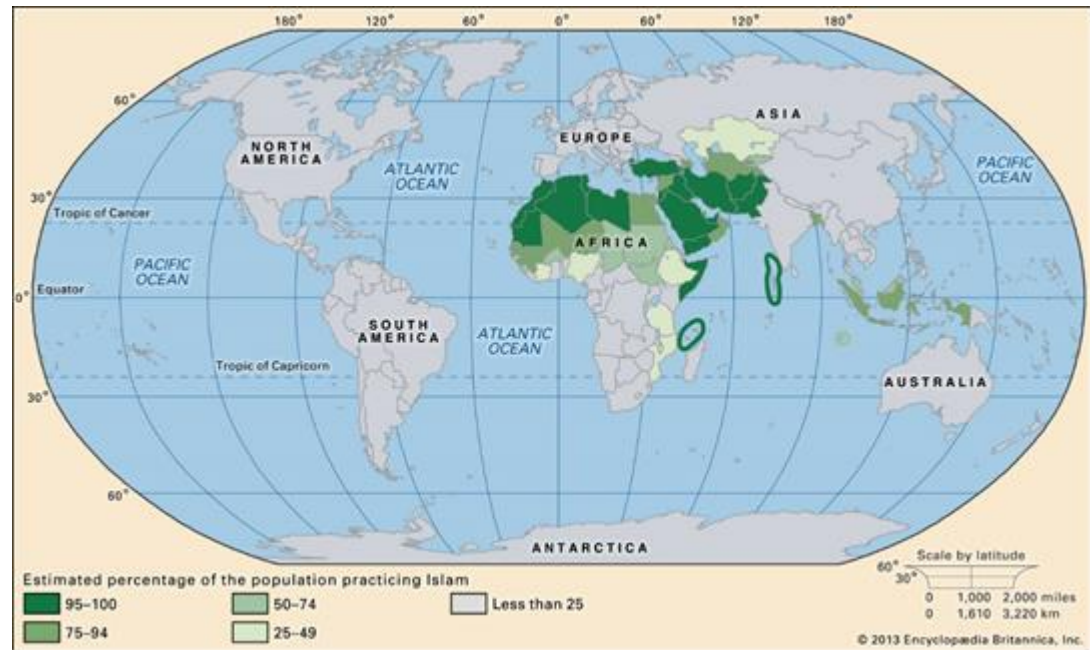 180° 120° 60° 0° 60° 120° 180°
60°
ASIA
EUROPE
NORTH
AMERICA
ATLANTIC
OCEAN
PACIFIC
OCEAN
30°
Tropic of Cancer
AFRICA
PACIFIC
OCEAN
Equator
0°
SOUTH
AMERICA
ATLANTIC
OCEAN
Tropic of Capricorn
AUSTRALIA
30°
60°
ANTARCTICA
Estimated percentage of the population practicing Islam
95–100
75–94
50–74
25–49
Less than 25
Scale by latitude
60°
30°
0 1,000 2,000 miles
0 1,610 3,220 km
© 2013 Encyclopædia Britannica, Inc.